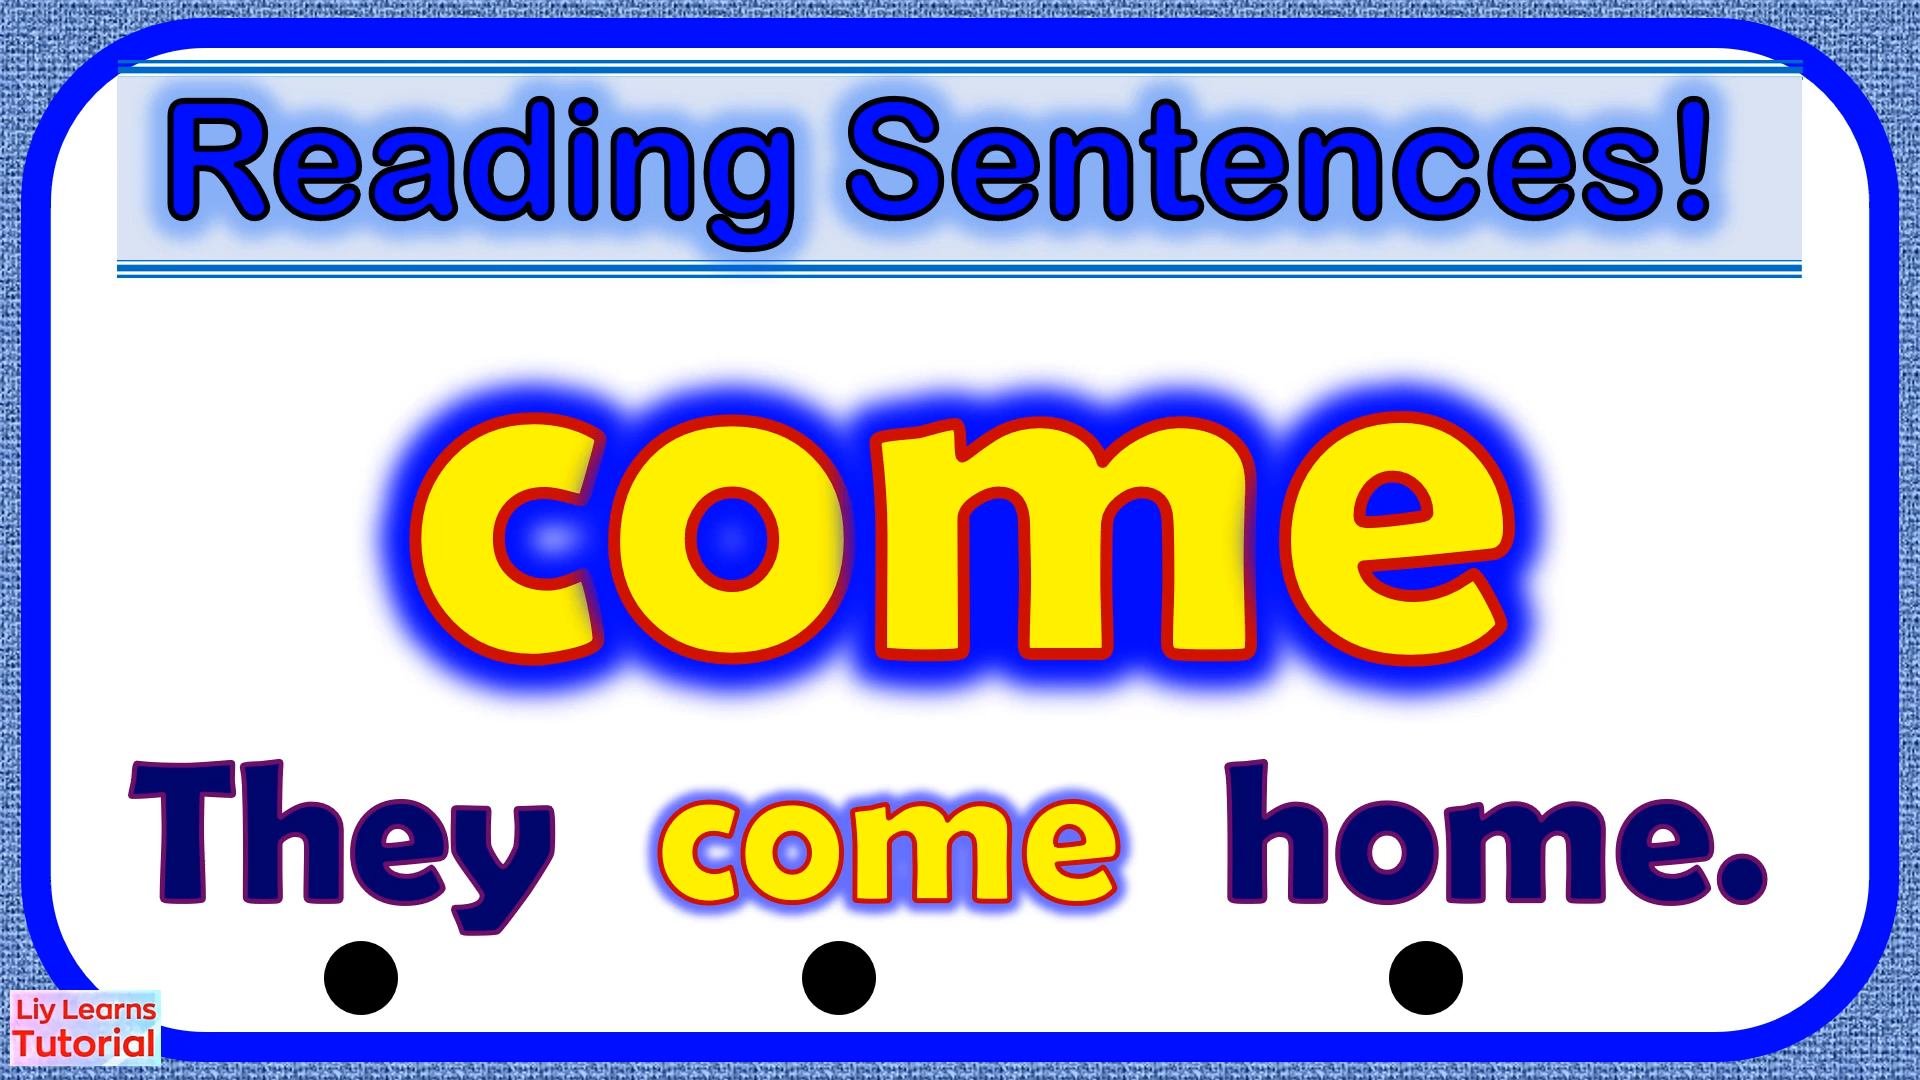 Reading Sentences!
come
They come home.
Liy Learns
Tutorial